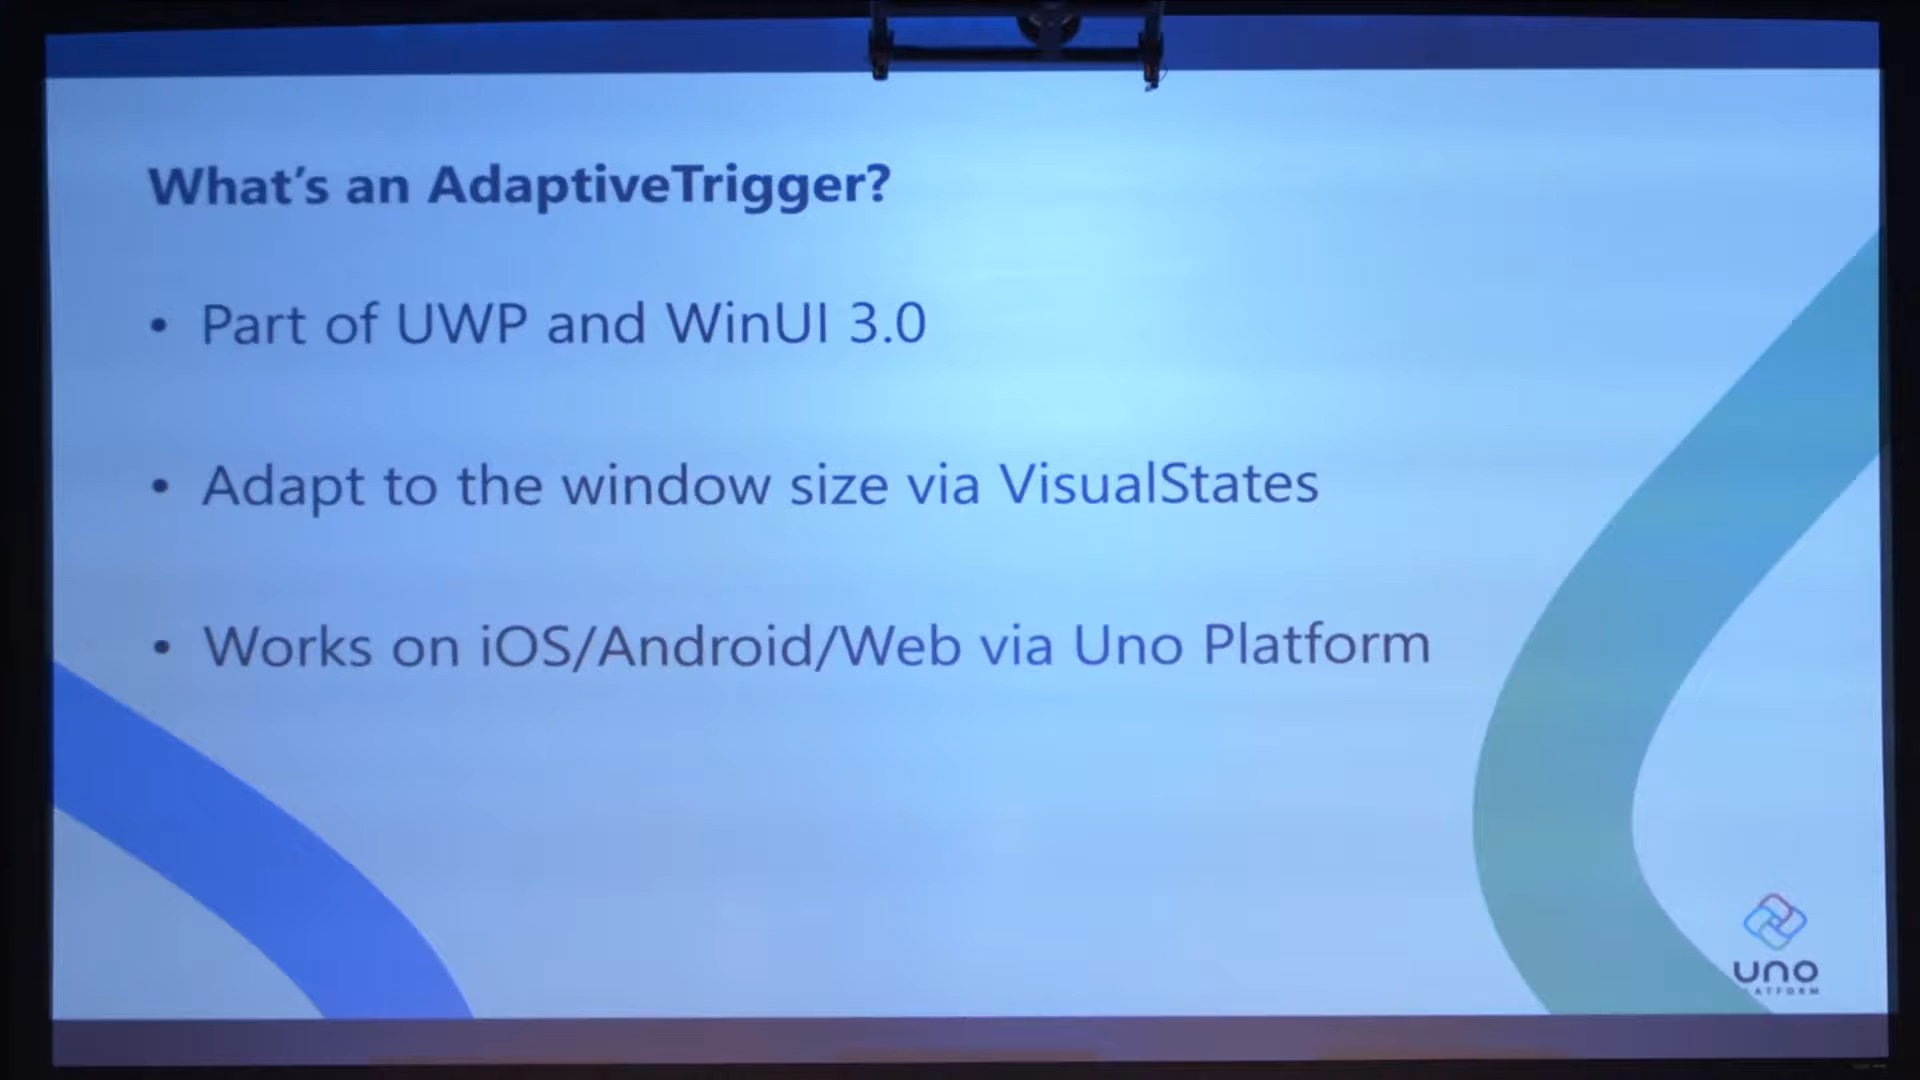 What's an AdaptiveTrigger?
• Part of UWP and WinUI 3.0
• Adapt to the window size via VisualStates
• Works on iOS/Android/Web via Uno Platform
uno